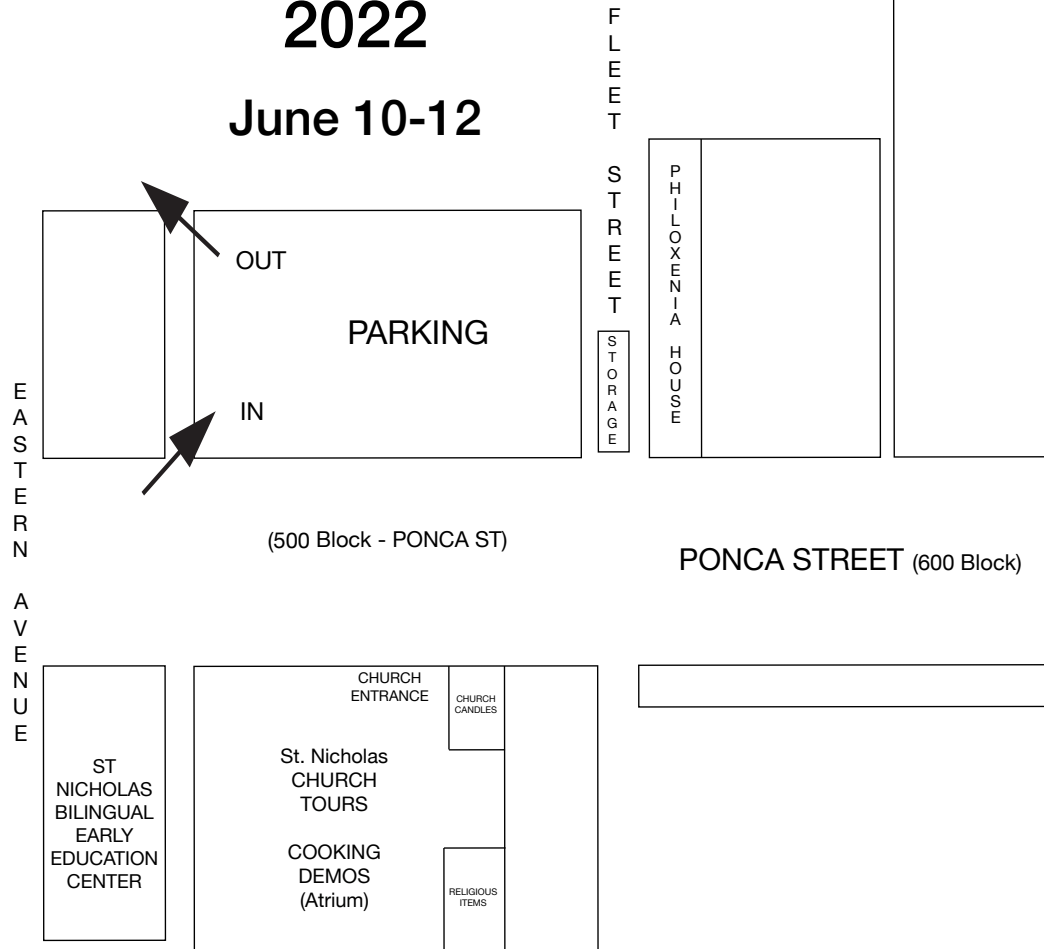 2022
June 10-12
FLEET STREET
PHILOXENIA HOUSE
OUT
PARKING
STORAGE
IN
EASTERN AVENUE
(500 Block - PONCA ST)
PONCA STREET (600 Block)
CHURCH
ENTRANCE
CHURCH
CANDLES
ST
NICHOLAS
BILINGUAL
EARLY
EDUCATION
CENTER
St. Nicholas
CHURCH
TOURS
COOKING
DEMOS
(Atrium)
RELIGIOUS
ITEMS